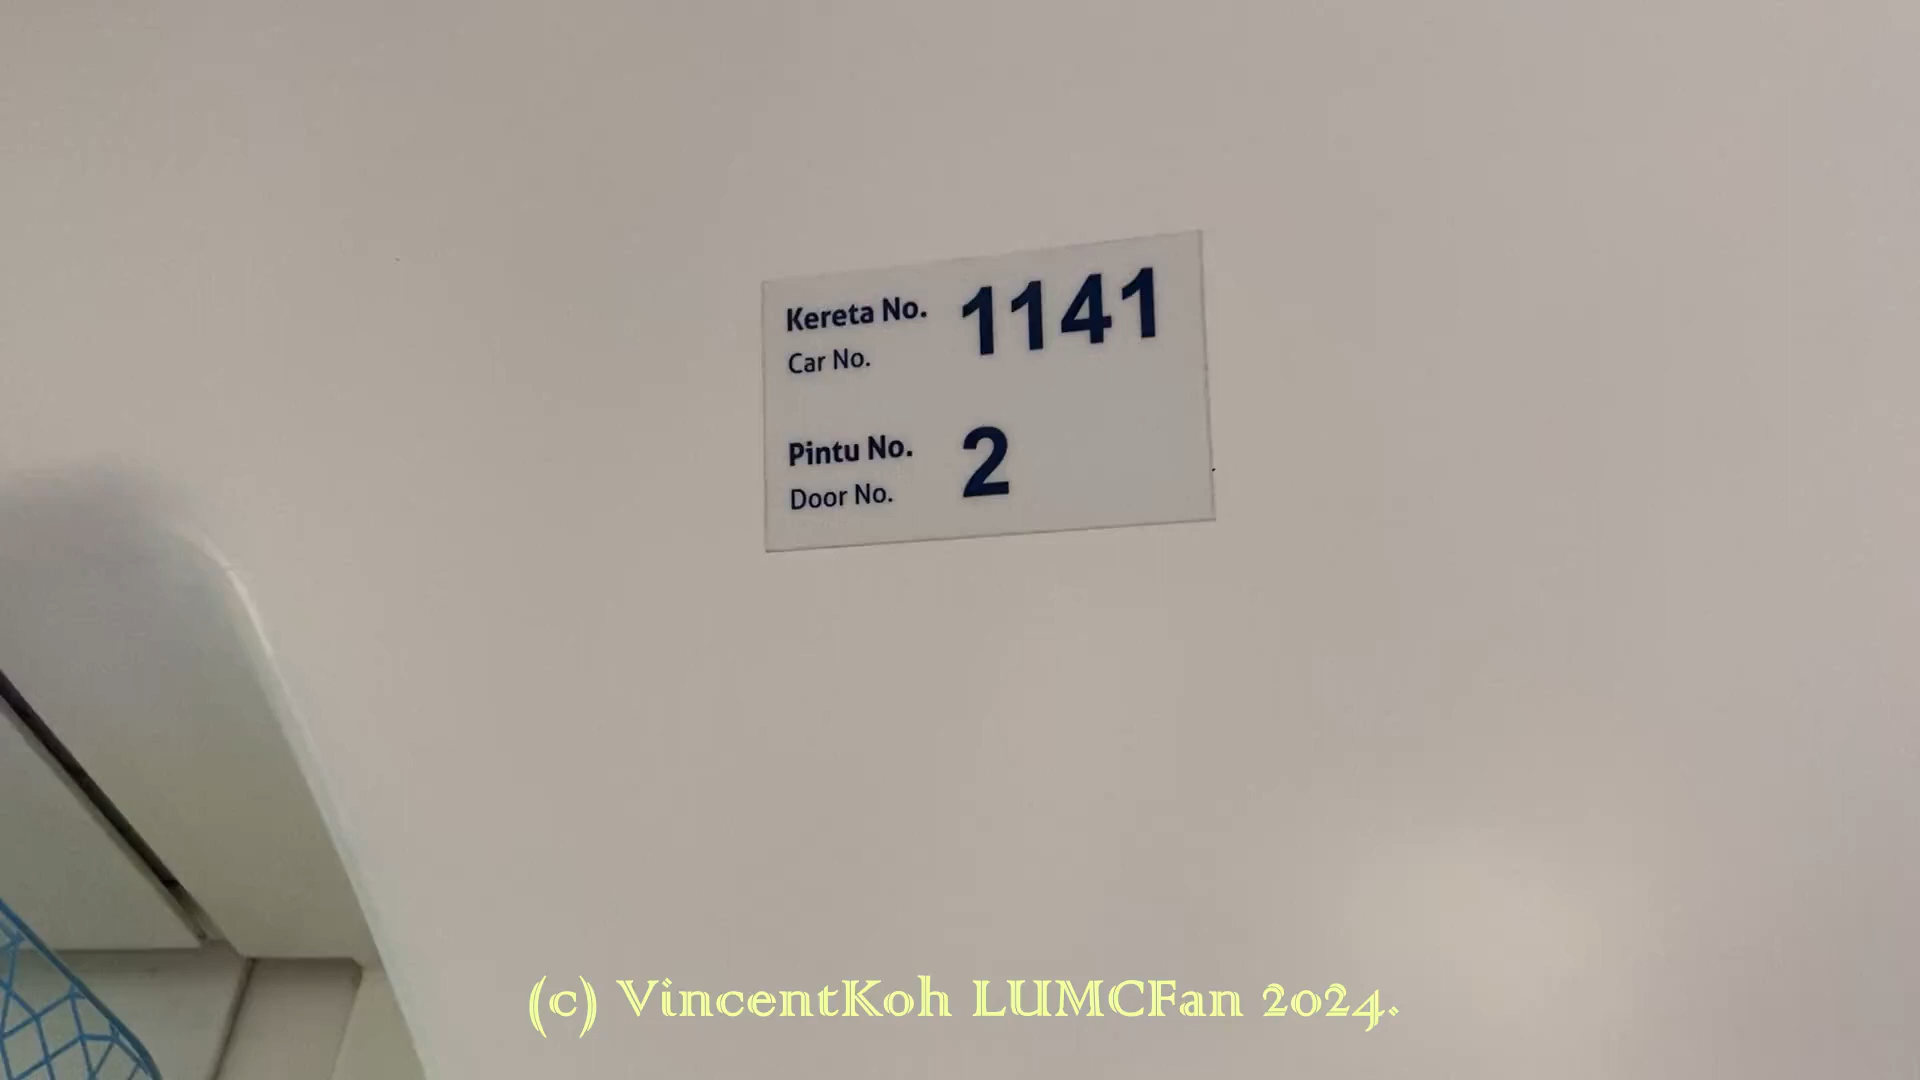 Kereta No. 1141
Car No.
Pintu No. 2
Door No.
(c) VincentKoh LUMCFan 2024.